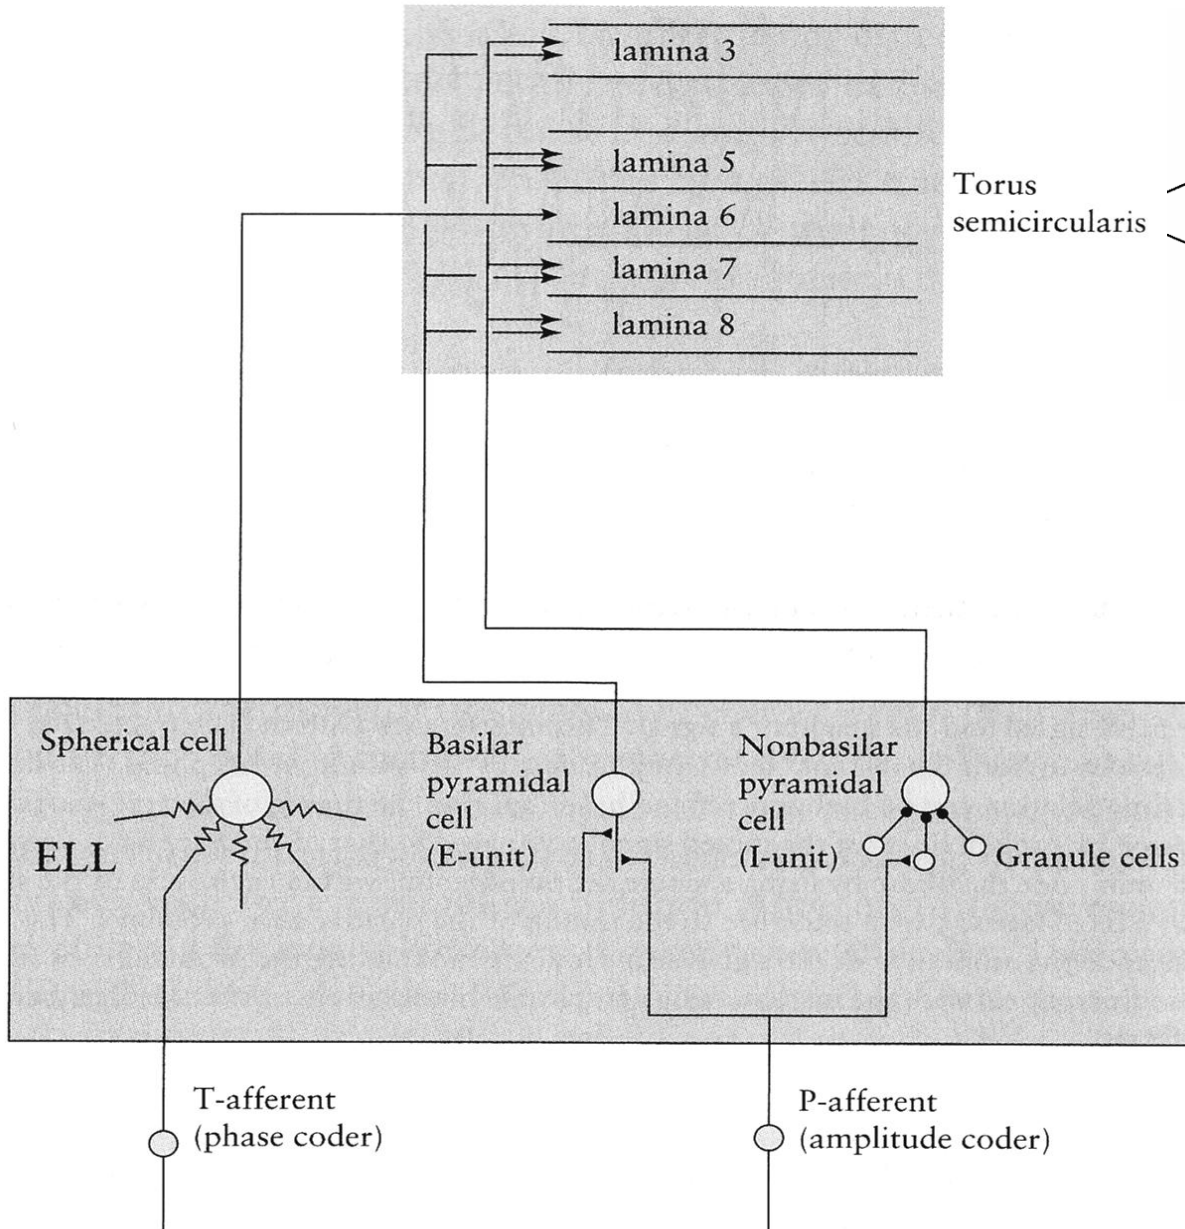 lamina 3
lamina 5
Torus
semicircularis
lamina 6
lamina 7
lamina 8
Spherical cell
Basilar
pyramidal
cell
(E-unit)
Nonbasilar
pyramidal
cell
(I-unit)
ELL
Granule cells
T-afferent
(phase coder)
P-afferent
(amplitude coder)